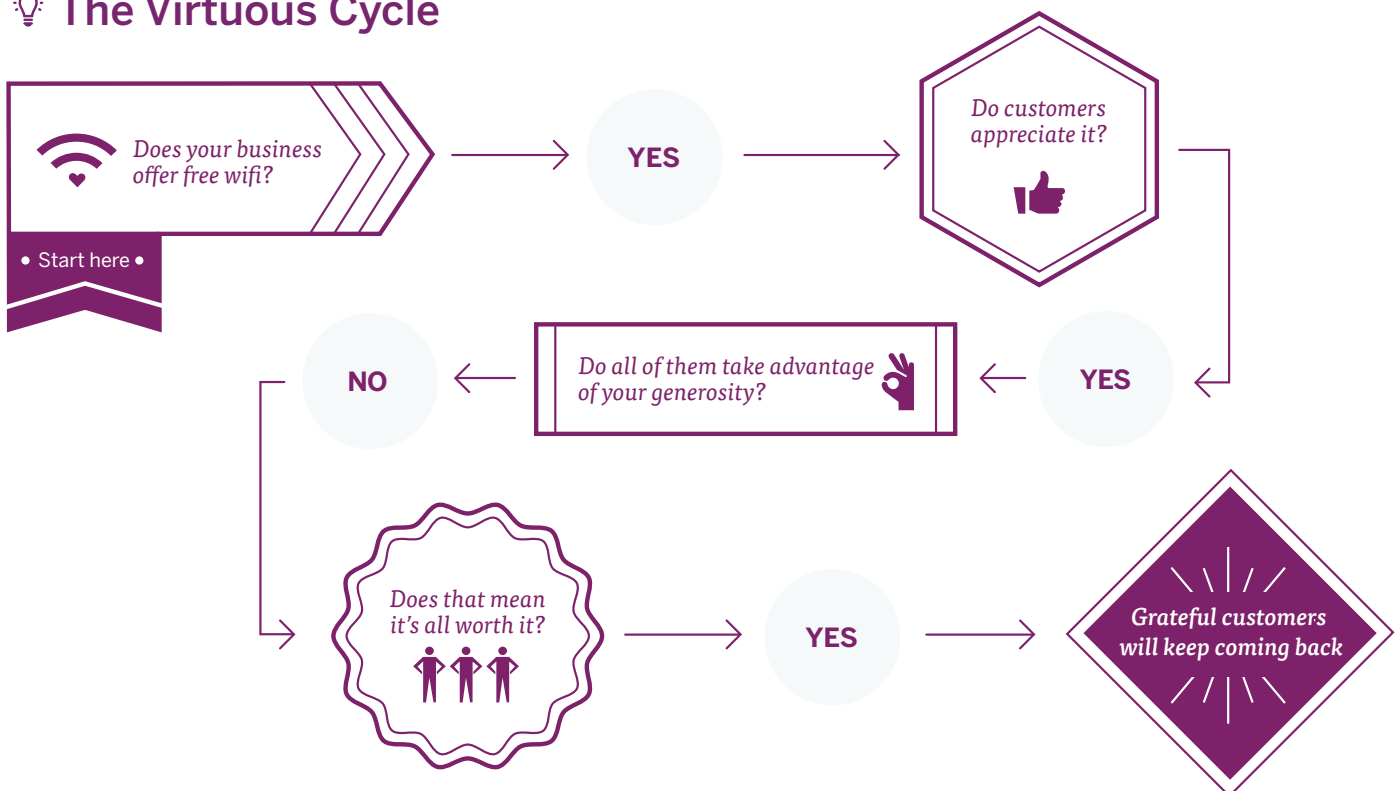 The Virtuous Cycle
Does your business
offer free wifi?
• Start here •
YES
Do customers
appreciate it?
YES
Do all of them take advantage
of your generosity?
NO
Does that mean
it's all worth it?
YES
Grateful customers
will keep coming back